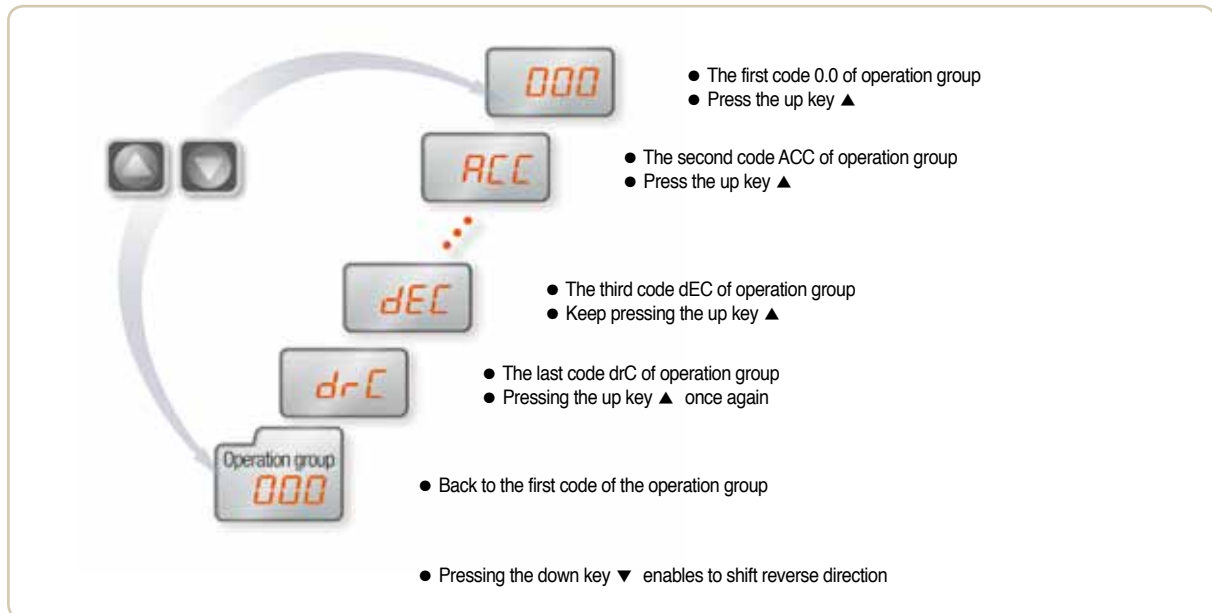 000
● The first code 0.0 of operation group
● Press the up key ▲
ACC
● The second code ACC of operation group
● Press the up key ▲
dEC
● The third code dEC of operation group
● Keep pressing the up key ▲
drC
● The last code drC of operation group
● Pressing the up key ▲ once again
Operation group
000
● Back to the first code of the operation group
● Pressing the down key ▼ enables to shift reverse direction